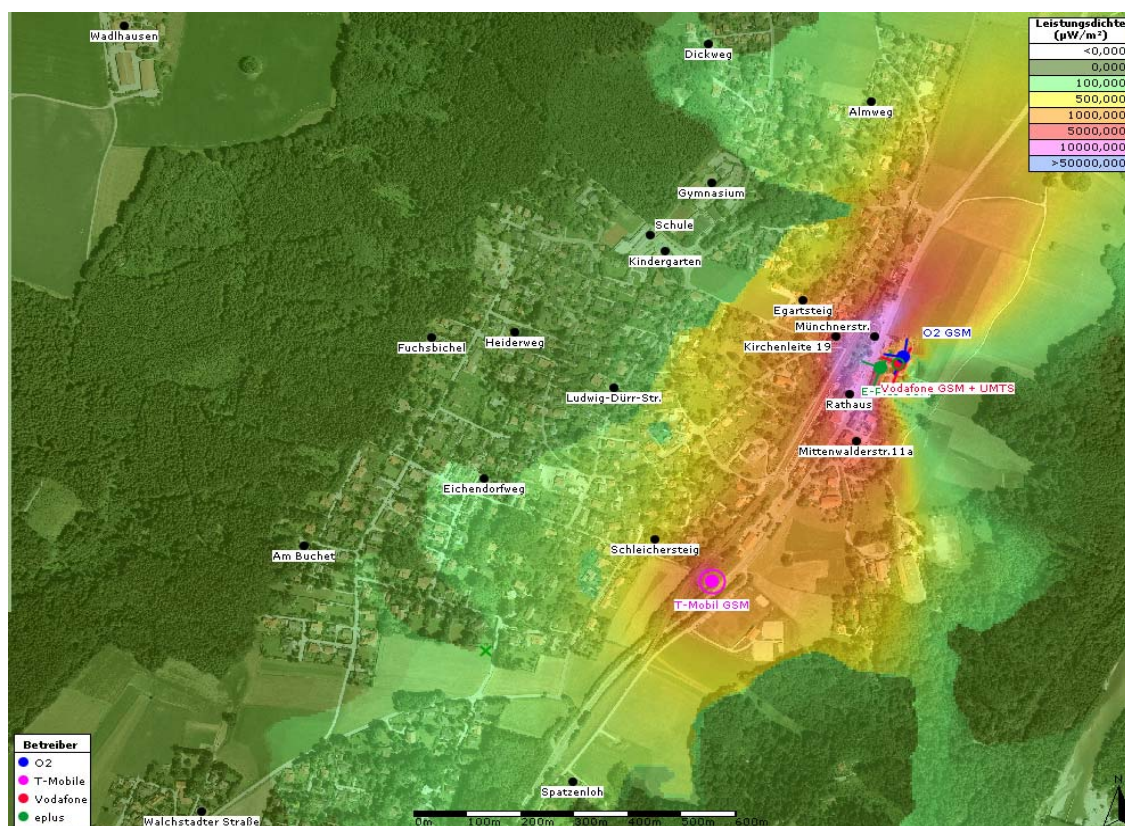 Wadlhausen
Dickweg
Leistungsdichte
(µW/m²)
<0,000
0,000
100,000
500,000
1000,000
5000,000
10000,000
>50000,000
Almweg
Gymnasium
Schule
Kindergarten
Egartsteig
Münchnerstr.
O2 GSM
Kirchenleite 19
Fuchsbichel
Heiderweg
Vodafone GSM + UMTS
Ludwig-Dürr-Str.
Rathaus
Mittenwalderstr.11a
Eichendorfweg
Schleichersteig
Am Buchet
T-Mobil GSM
Betreiber
O2
T-Mobile
Vodafone
eplus
Spatzenloh
Walchstadter Straße
0m 100m 200m 300m 400m 500m 600m
N